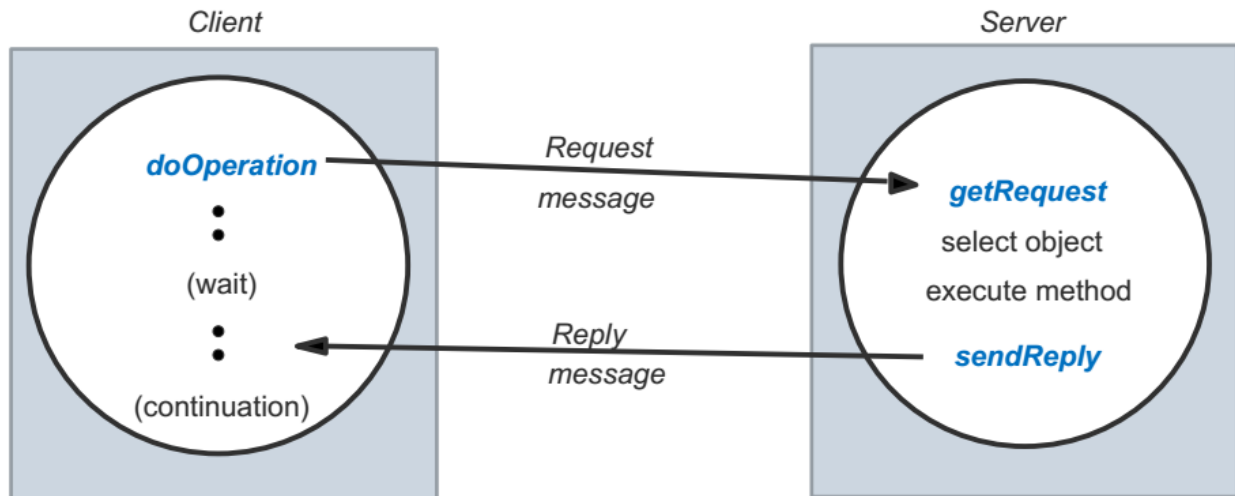 Client
Server
doOperation
(wait)
(continuation)
Request
message
Reply
message
getRequest
select object
execute method
sendReply